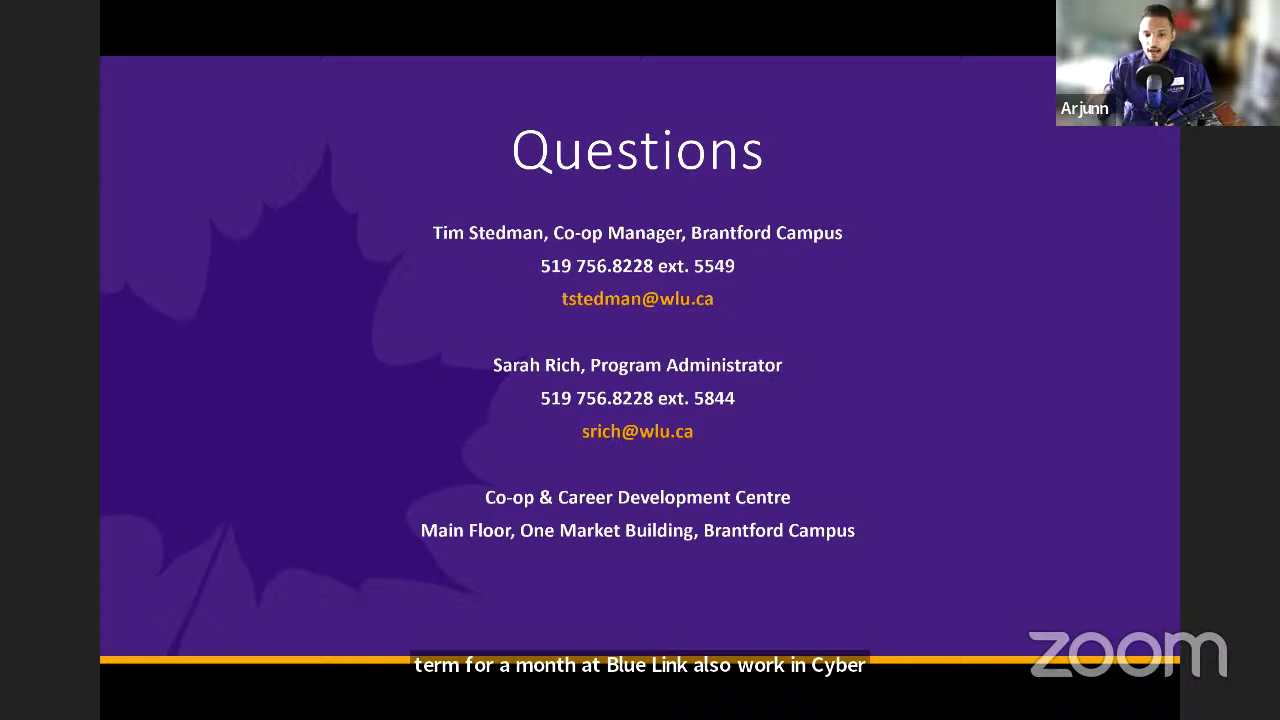 Arjunn
Questions
Tim Stedman, Co-op Manager, Brantford Campus
519 756.8228 ext. 5549
tstedman@wlu.ca
Sarah Rich, Program Administrator
519 756.8228 ext. 5844
srich@wlu.ca
Co-op & Career Development Centre
Main Floor, One Market Building, Brantford Campus
term for a month at Blue Link also work in Cyber
zoom